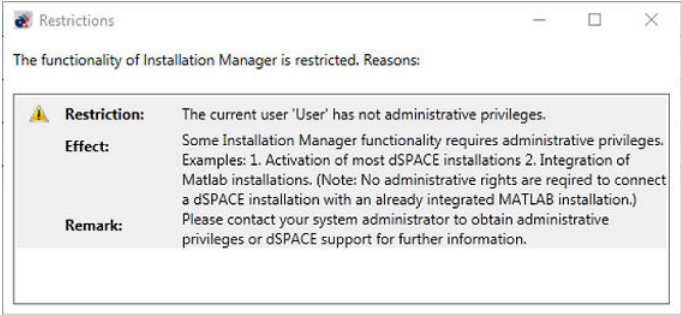 Restrictions
The functionality of Installation Manager is restricted. Reasons:
Restriction: The current user 'User' has not administrative privileges.
Effect: Some Installation Manager functionality requires administrative privileges.
Examples: 1. Activation of most dSPACE installations 2. Integration of
Matlab installations. (Note: No administrative rights are reqired to connect
a dSPACE installation with an already integrated MATLAB installation.)
Remark: Please contact your system administrator to obtain administrative
privileges or dSPACE support for further information.